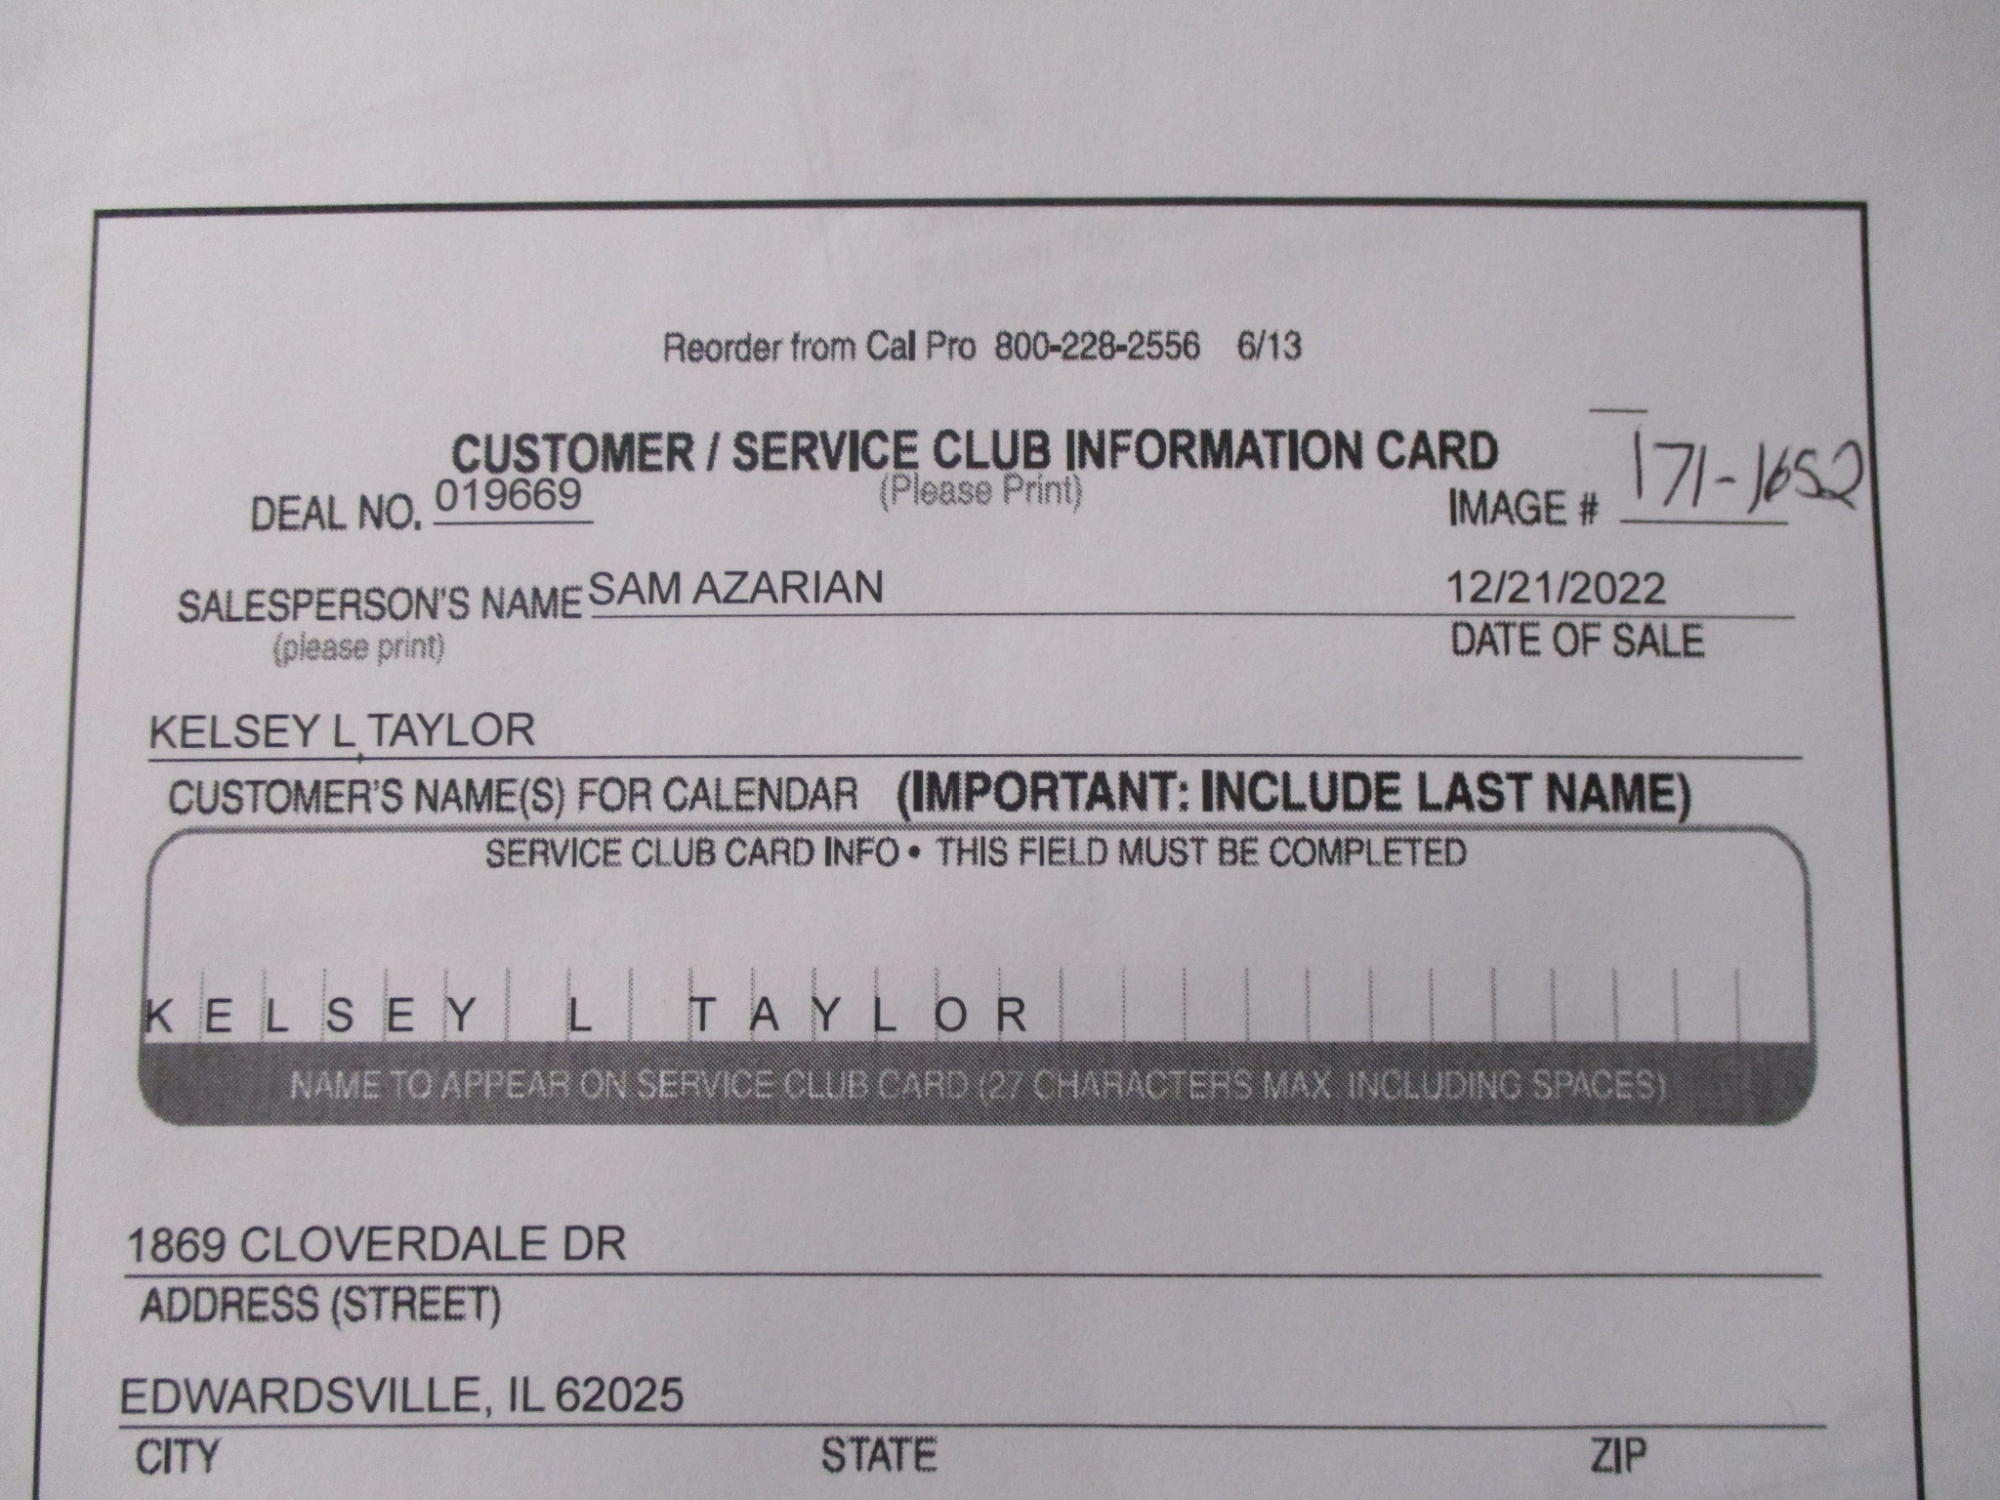 Reorder from Cal Pro 800-228-2556 6/13
CUSTOMER / SERVICE CLUB INFORMATION CARD
(Please Print)
DEAL NO. 019669 IMAGE # 171-1652
SALESPERSON'S NAME SAM AZARIAN 12/21/2022
(please print) DATE OF SALE
KELSEY L TAYLOR
CUSTOMER'S NAME(S) FOR CALENDAR (IMPORTANT: INCLUDE LAST NAME)
SERVICE CLUB CARD INFO • THIS FIELD MUST BE COMPLETED
KELSEY L TAYLOR
NAME TO APPEAR ON SERVICE CLUB CARD (27 CHARACTERS MAX. INCLUDING SPACES)
1869 CLOVERDALE DR
ADDRESS (STREET)
EDWARDSVILLE, IL 62025
CITY STATE ZIP